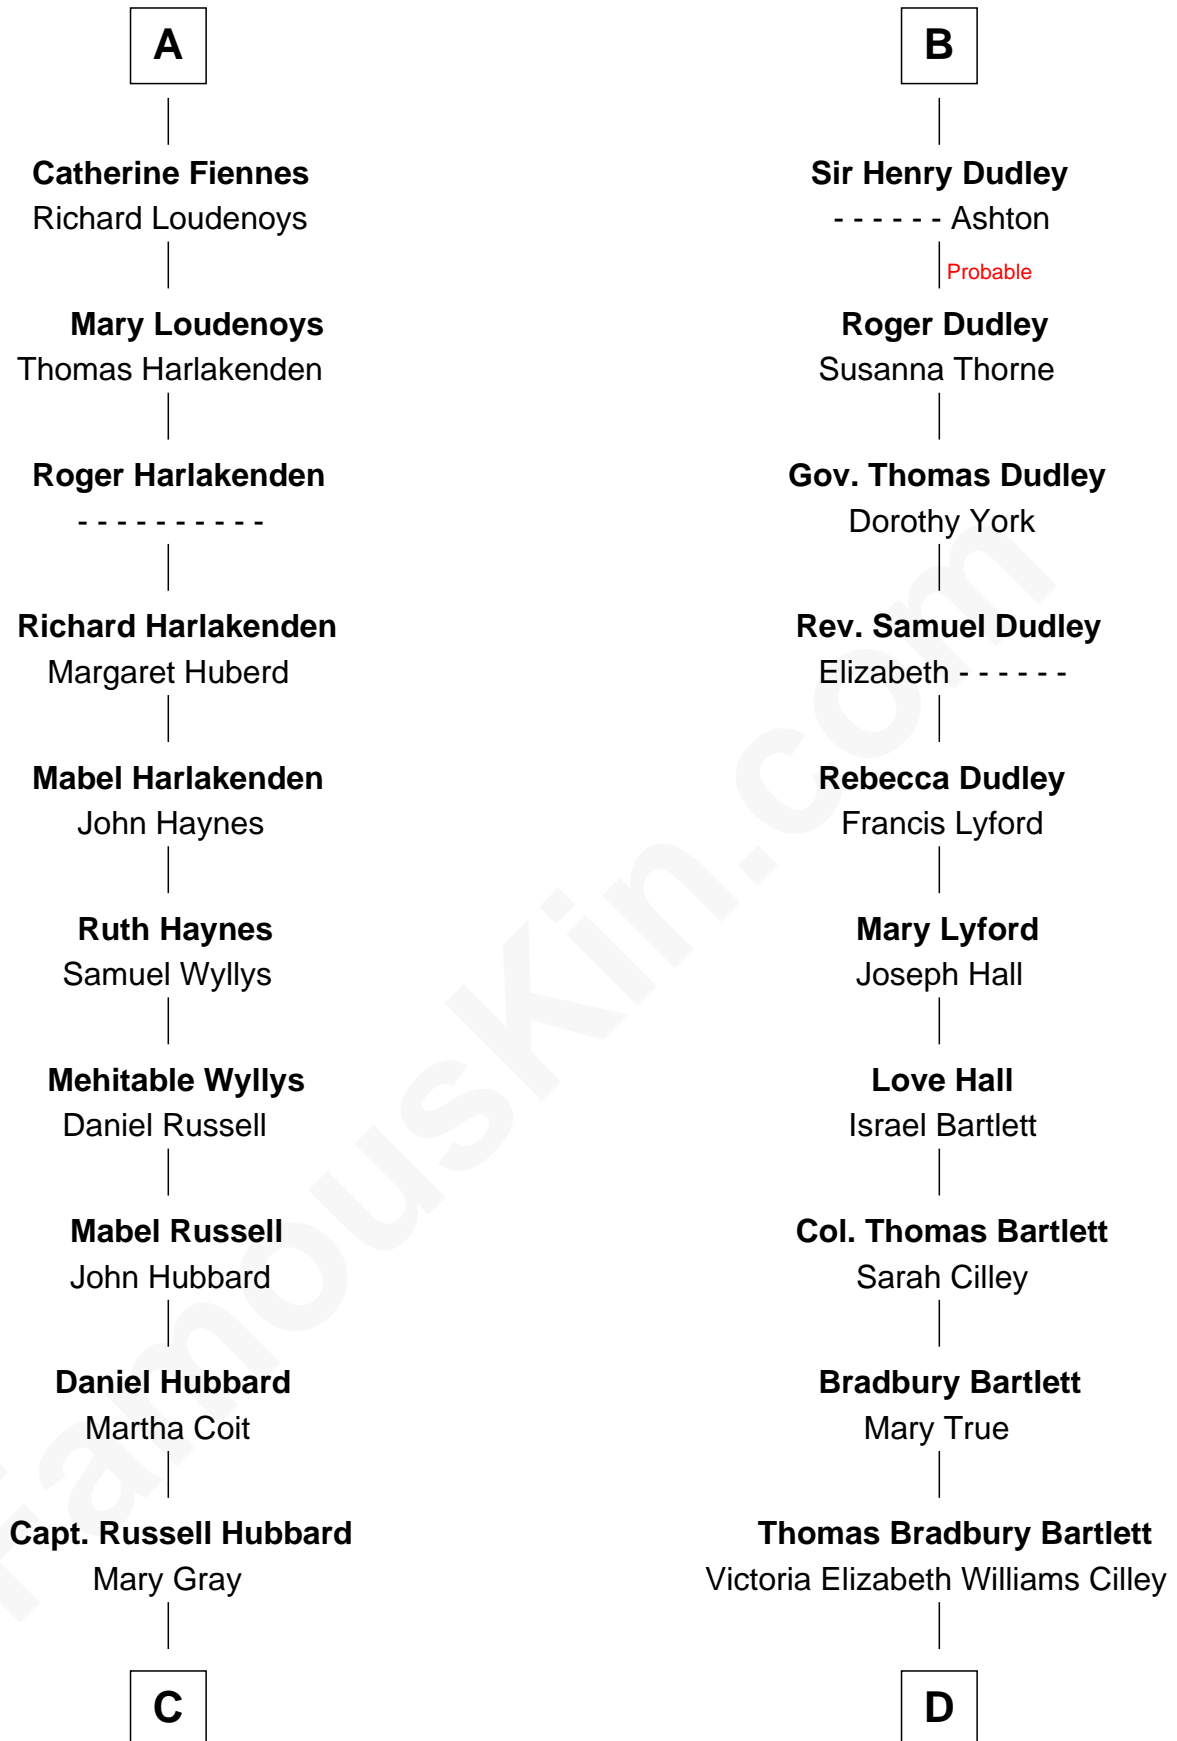 A
Catherine Fiennes
Richard Loudenoys
Mary Loudenoys
Thomas Harlakenden
Roger Harlakenden
- - - - - - - - - -
Richard Harlakenden
Margaret Huberd
Mabel Harlakenden
John Haynes
Ruth Haynes
Samuel Wyllys
Mehitable Wyllys
Daniel Russell
Mabel Russell
John Hubbard
Daniel Hubbard
Martha Coit
Capt. Russell Hubbard
Mary Gray
C
B
Sir Henry Dudley
- - - - - - Ashton
Probable
Roger Dudley
Susanna Thorne
Gov. Thomas Dudley
Dorothy York
Rev. Samuel Dudley
Elizabeth - - - - - -
Rebecca Dudley
Francis Lyford
Mary Lyford
Joseph Hall
Love Hall
Israel Bartlett
Col. Thomas Bartlett
Sarah Cilley
Bradbury Bartlett
Mary True
Thomas Bradbury Bartlett
Victoria Elizabeth Williams Cilley
D
FamousKin.com